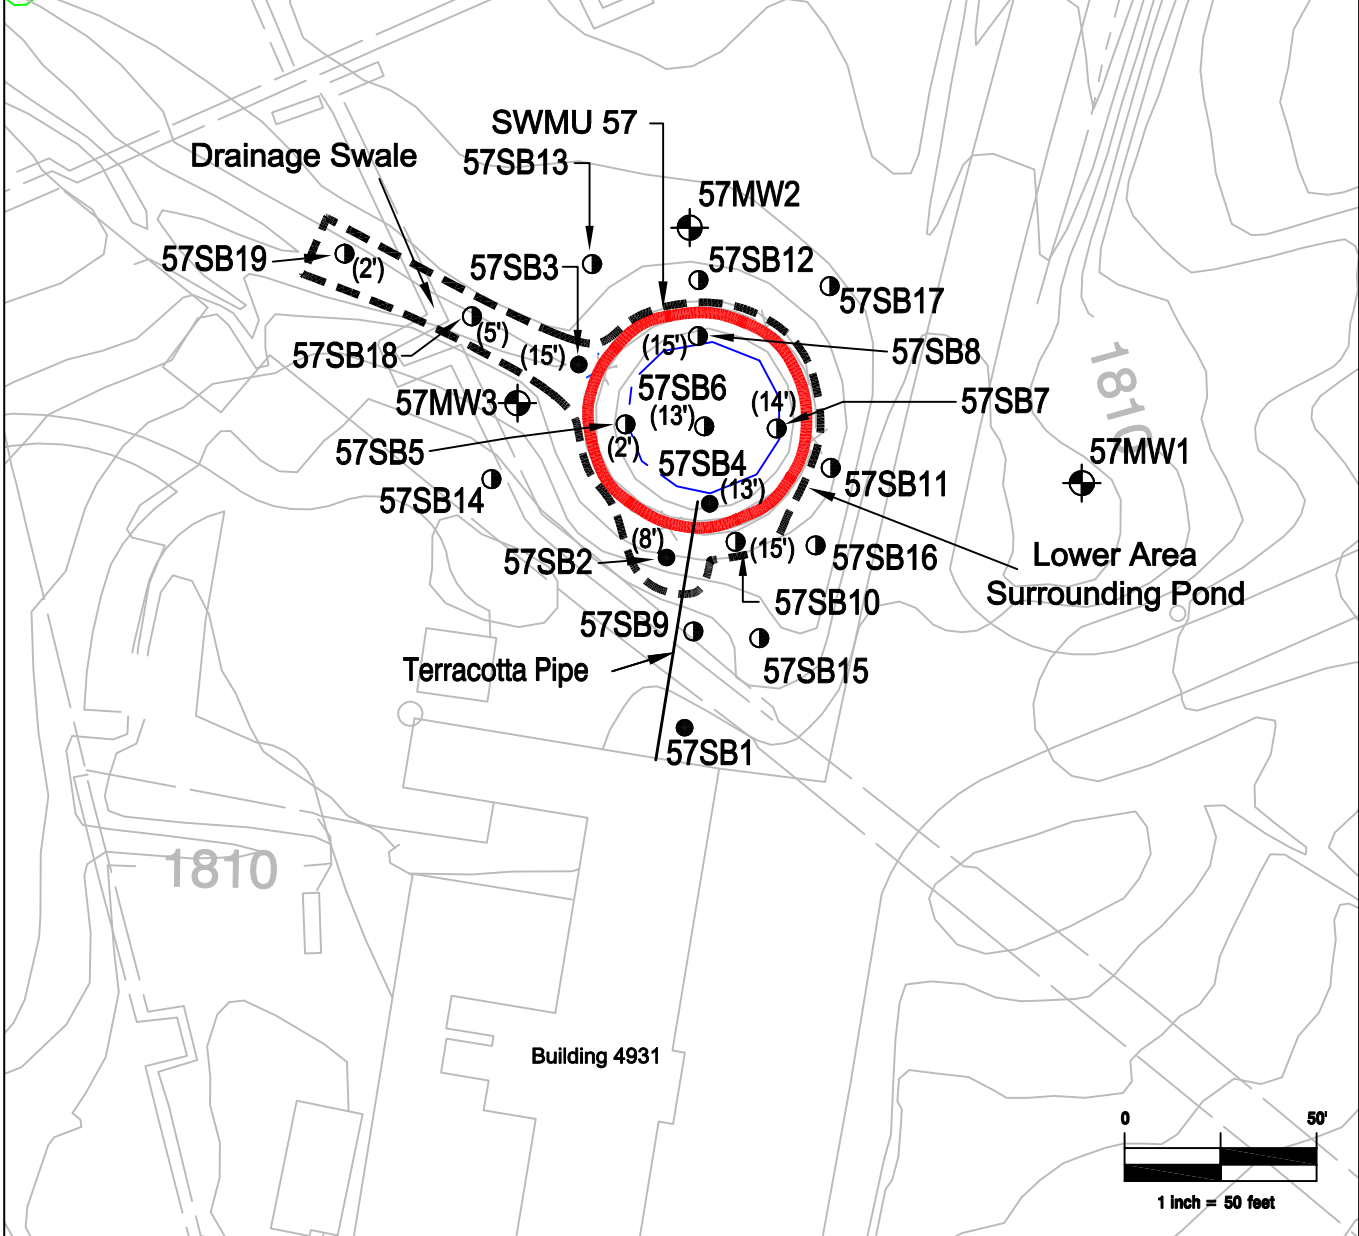 SWMU 57
Drainage Swale
57SB13
57MW2
57SB19
(2')
57SB3
57SB12
57SB17
57SB18
(5')
(15')
(15')
57SB8
57MW3
57SB6
(13')
(14')
57SB7
1810
57SB5
(2')
57SB4
(13')
57MW1
57SB14
57SB11
57SB2
(8')
(15')
57SB16
Lower Area
Surrounding Pond
57SB10
57SB9
Terracotta Pipe
57SB15
57SB1
1810
Building 4931
0
50'
1 inch = 50 feet